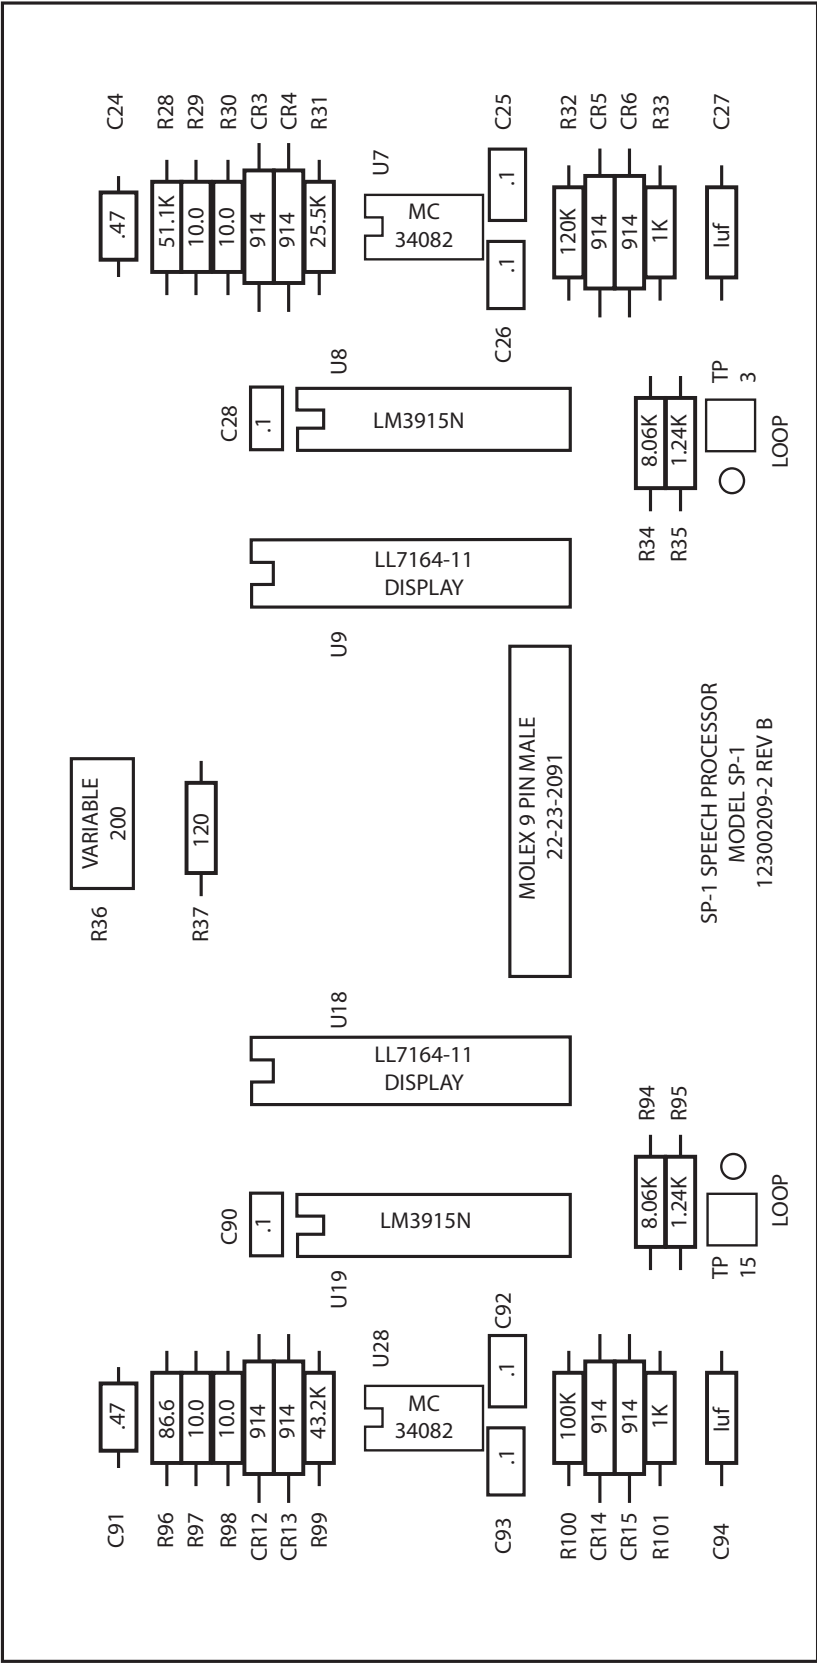 C24
R28
R29
R30
CR3
CR4
R31
C25
R32
CR5
CR6
R33
C27
U7
.47
51.1K
10.0
10.0
914
914
25.5K
MC
34082
.1
.1
120K
914
914
1K
1uf
C26
C28
.1
U8
LM3915N
8.06K
1.24K
TP
3
LOOP
R34
R35
LL7164-11
DISPLAY
U9
VARIABLE
200
R36
120
R37
MOLEX 9 PIN MALE
22-23-2091
SP-1 SPEECH PROCESSOR
MODEL SP-1
12300209-2 REV B
U18
LL7164-11
DISPLAY
R94
R95
8.06K
1.24K
TP
15
LOOP
C90
.1
LM3915N
U19
U28
C92
.47
86.6
10.0
10.0
914
914
43.2K
MC
34082
.1
.1
100K
914
914
1K
1uf
C91
R96
R97
R98
CR12
CR13
R99
C93
R100
CR14
CR15
R101
C94